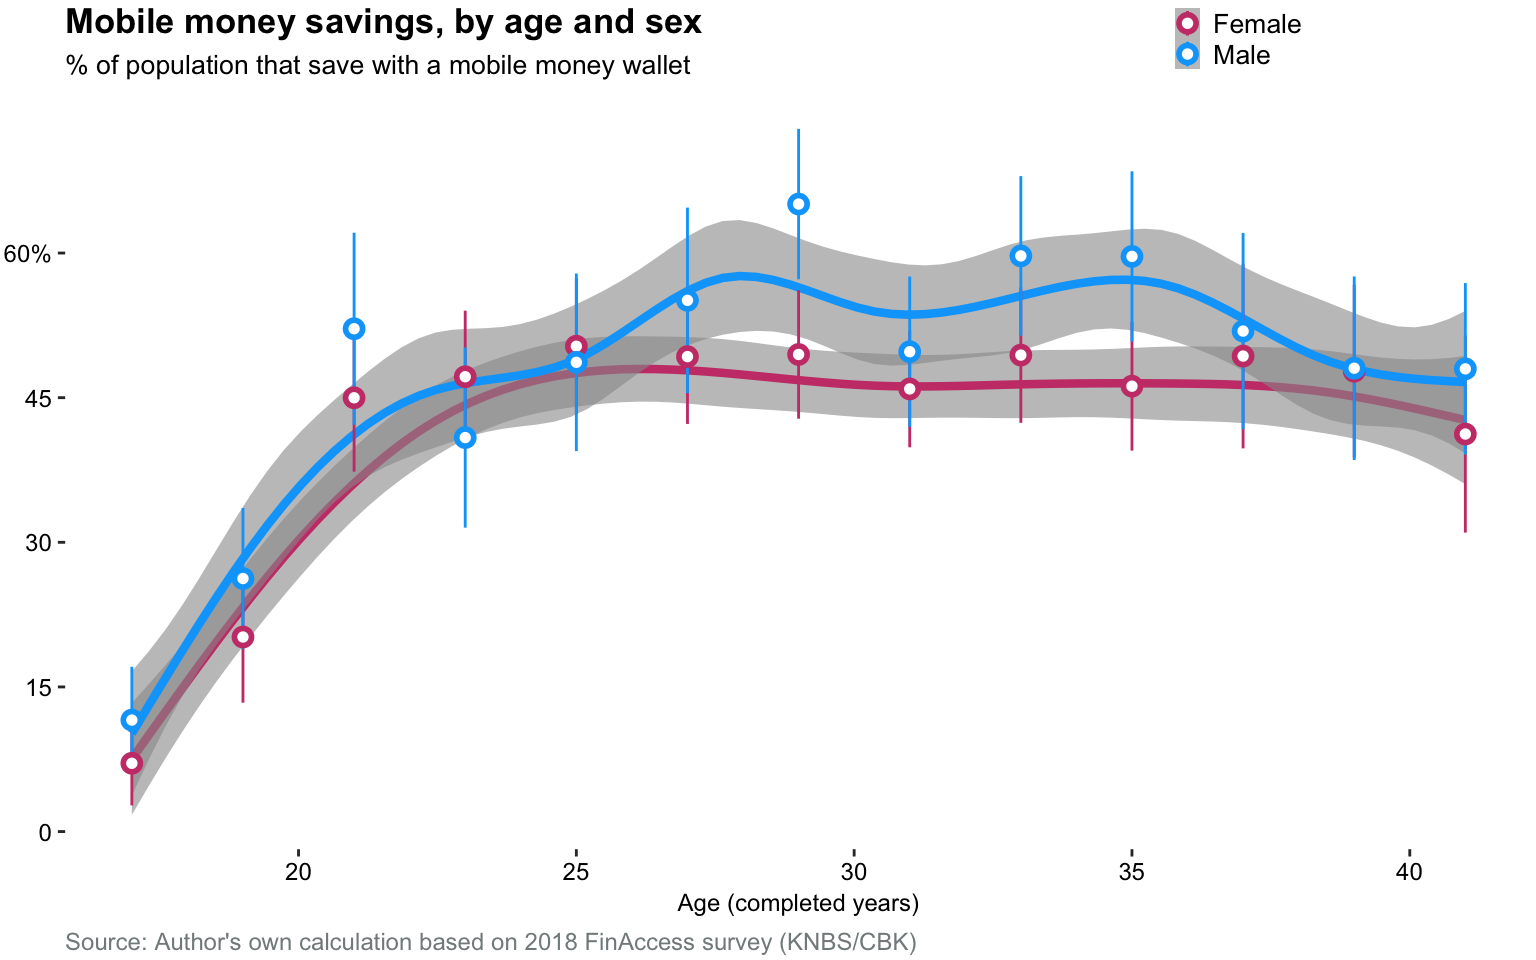 Mobile money savings, by age and sex
% of population that save with a mobile money wallet
Female
Male
60%
45
30
15
0
20 25 30 35 40
Age (completed years)
Source: Author's own calculation based on 2018 FinAccess survey (KNBS/CBK)